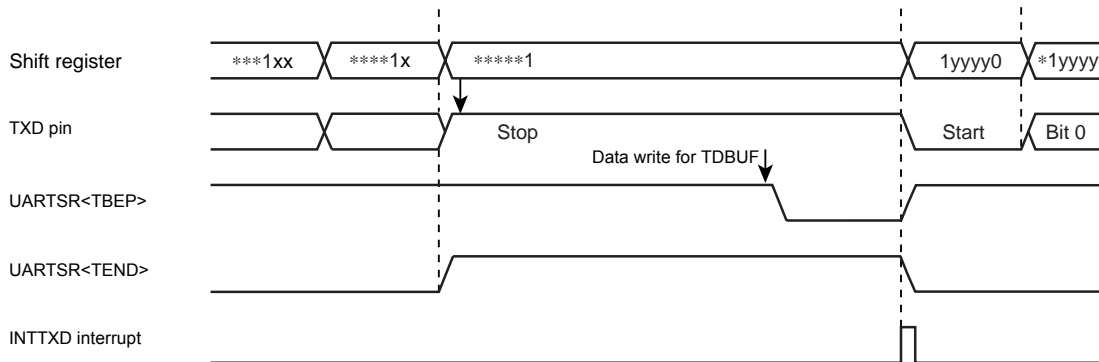 Shift register ***1xx ****1x *****1 1yyyy0 *1yyyy
TXD pin Stop Start Bit 0
Data write for TDBUF
UARTSR<TBEP>
UARTSR<TEND>
INTTXD interrupt